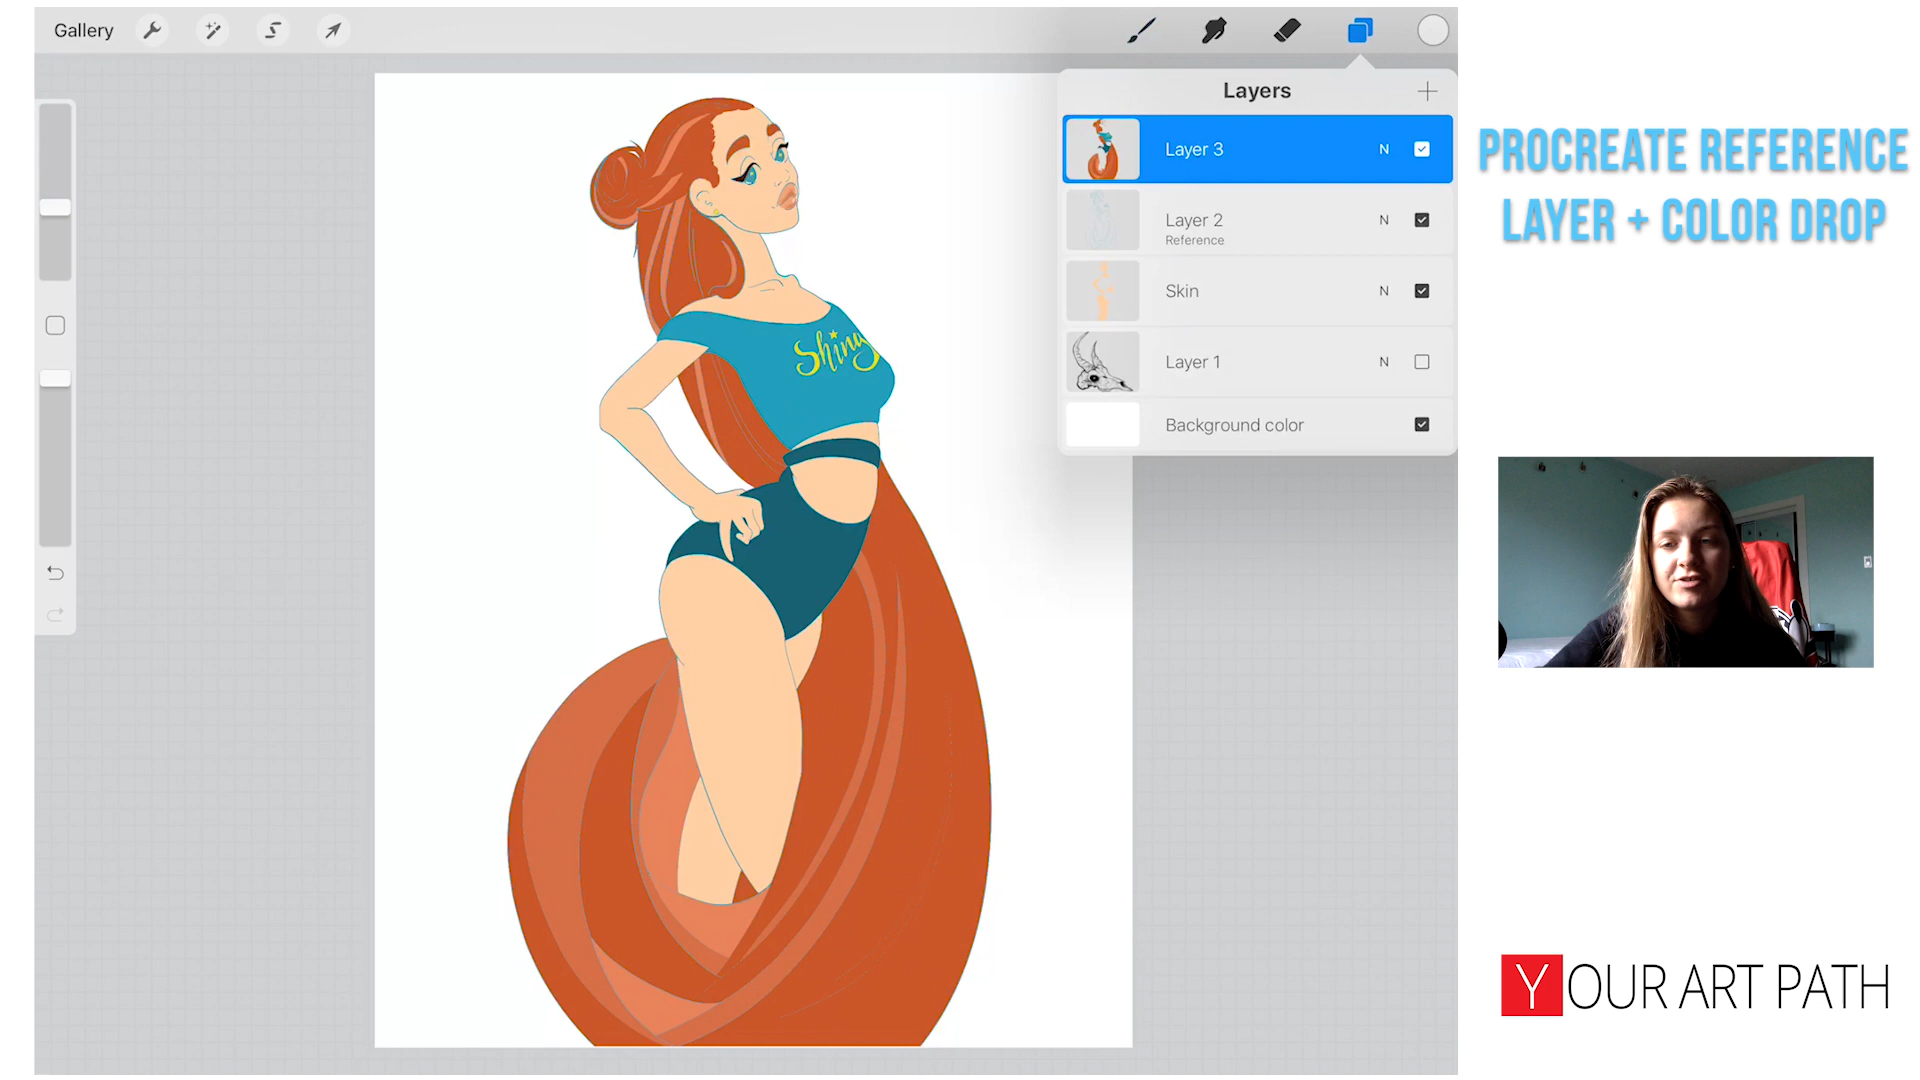 Gallery
Layers
Layer 3 N
Layer 2 N
Reference
Skin N
Layer 1 N
Background color
PROCREATE REFERENCE
LAYER + COLOR DROP
Shiny
YOUR ART PATH